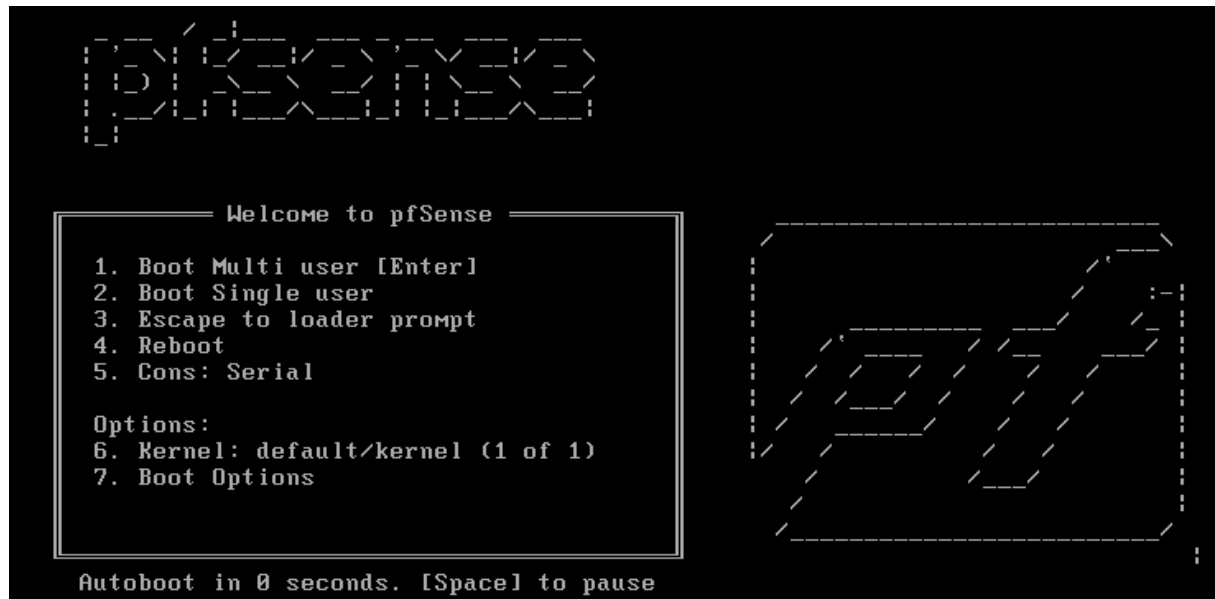 pfSense
Welcome to pfSense
1. Boot Multi user [Enter]
2. Boot Single user
3. Escape to loader prompt
4. Reboot
5. Cons: Serial
Options:
6. Kernel: default/kernel (1 of 1)
7. Boot Options
pf
Autoboot in 0 seconds. [Space] to pause